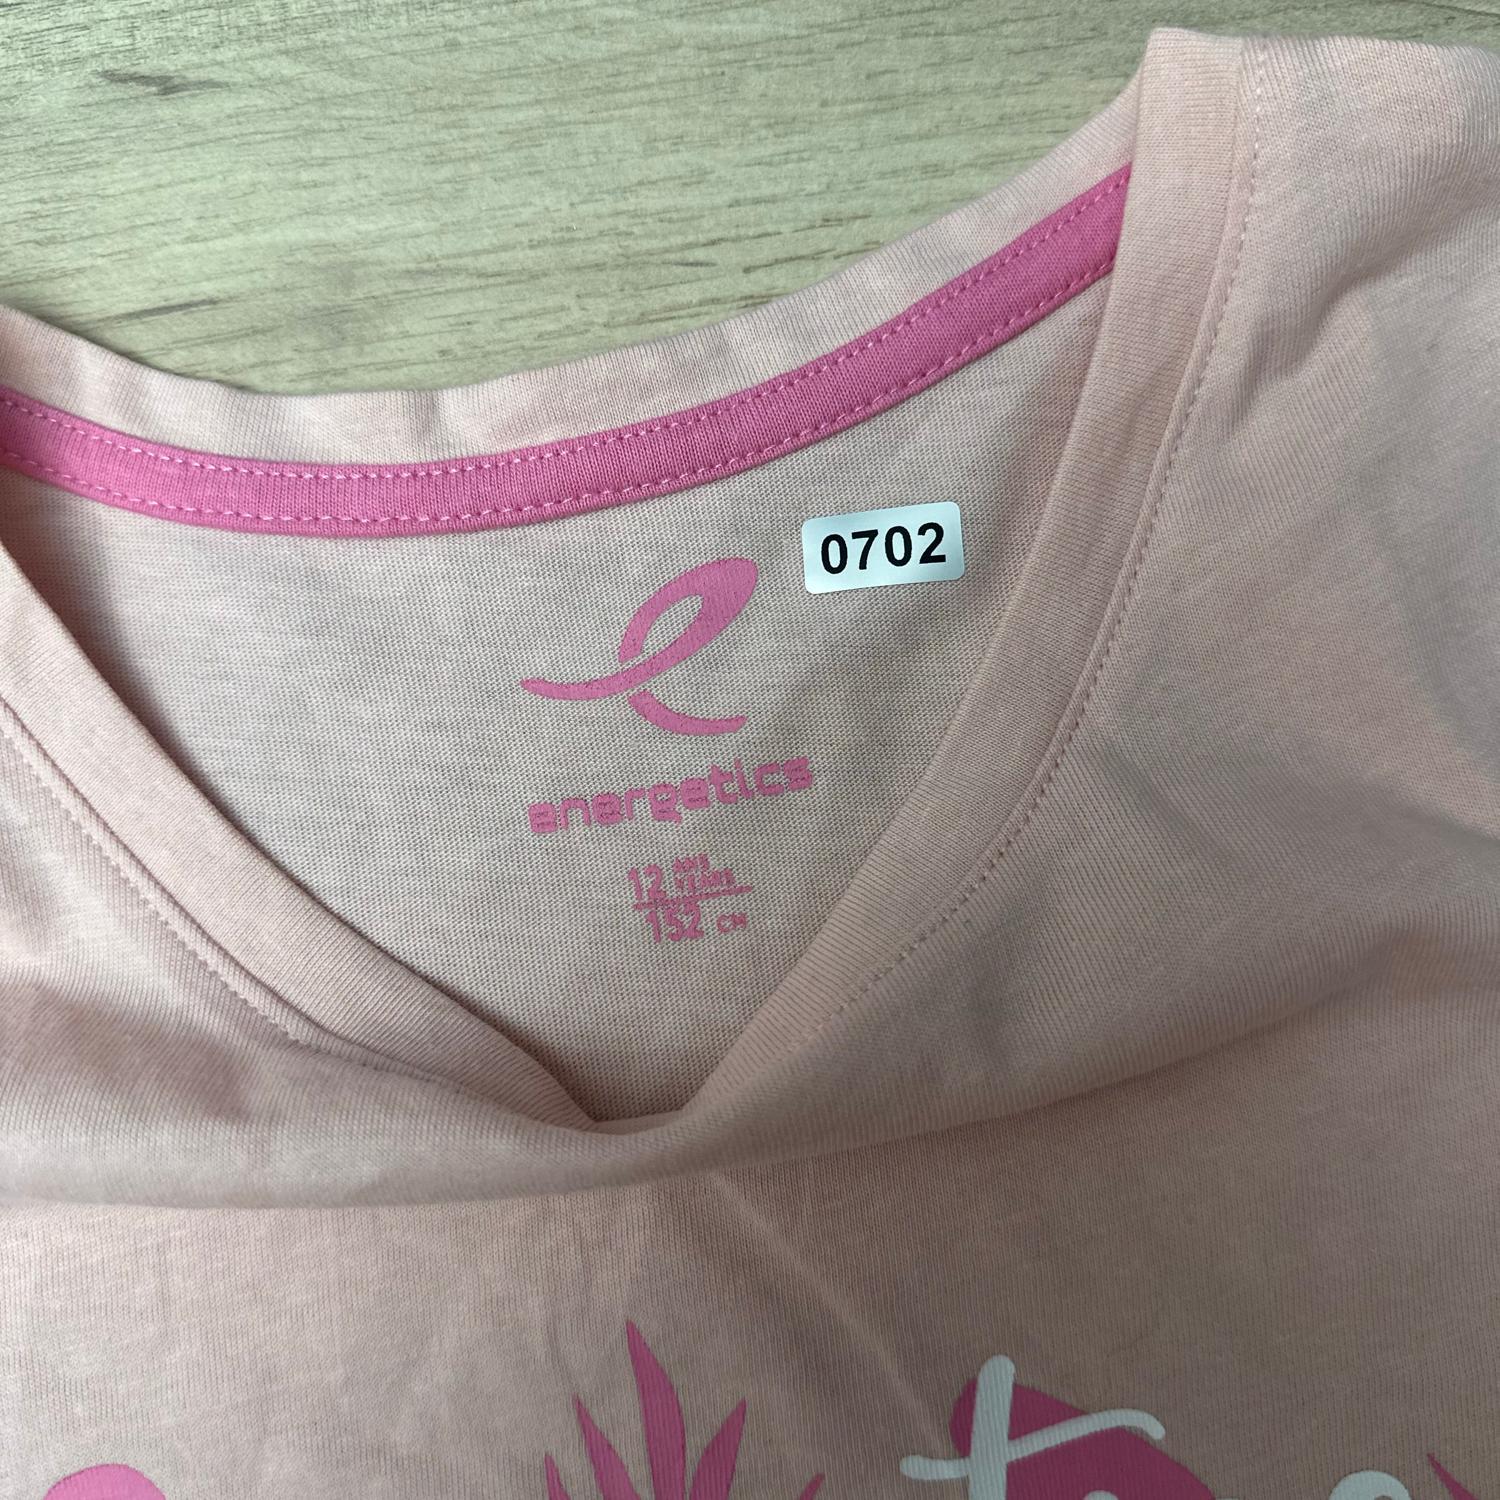 0702
energetics
12 ANS
YEARS
152 CM